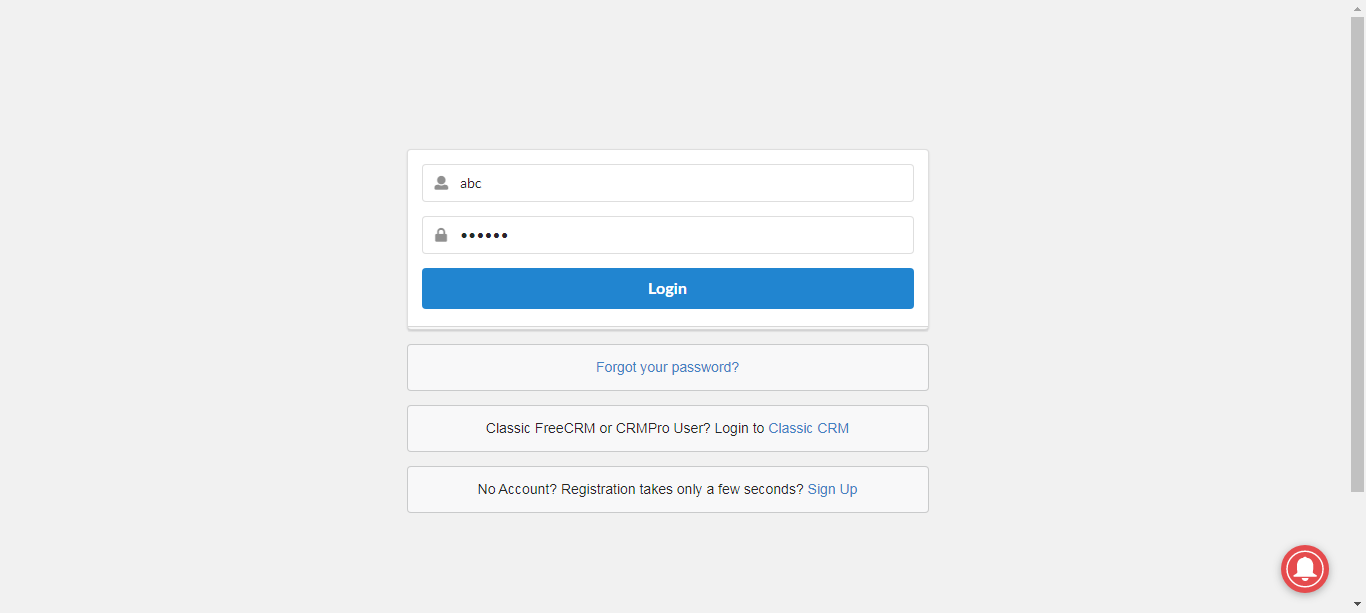 abc
••••••
Login
Forgot your password?
Classic FreeCRM or CRMPro User? Login to Classic CRM
No Account? Registration takes only a few seconds? Sign Up